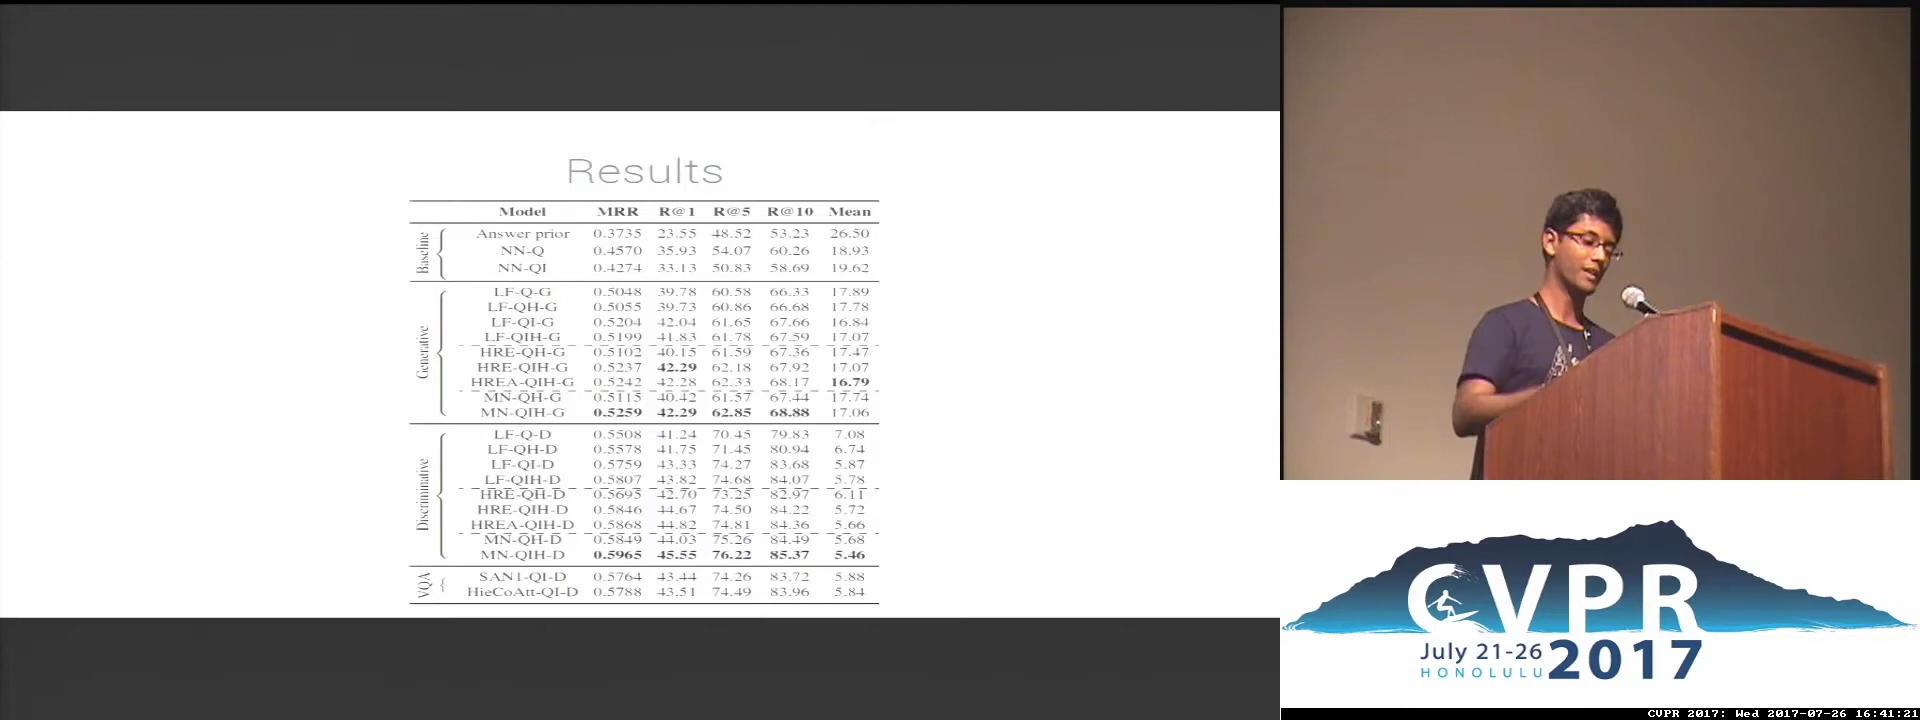 Results
Model MRR R@1 R@5 R@10 Mean
Baseline
Answer prior 0.3735 23.55 48.52 53.23 26.50
NN-Q 0.4570 35.93 54.07 60.26 18.93
NN-QI 0.4274 33.13 50.83 58.69 19.62
Generative
LF-Q-G 0.5048 39.78 60.58 66.33 17.89
LF-QH-G 0.5055 39.73 60.86 66.68 17.78
LF-QI-G 0.5204 42.04 61.65 67.66 16.84
LF-QIH-G 0.5199 41.83 61.78 67.59 17.07
HRE-QH-G 0.5102 40.15 61.59 67.36 17.47
HRE-QIH-G 0.5237 42.29 62.18 67.92 17.07
HREA-QIH-G 0.5242 42.28 62.33 68.17 16.79
MN-QH-G 0.5115 40.42 61.57 67.44 17.74
MN-QIH-G 0.5259 42.29 62.85 68.88 17.06
Discriminative
LF-Q-D 0.5508 41.24 70.45 79.83 7.08
LF-QH-D 0.5578 41.75 71.45 80.94 6.74
LF-QI-D 0.5759 43.33 74.27 83.68 5.87
LF-QIH-D 0.5807 43.82 74.68 84.07 5.78
HRE-QH-D 0.5695 42.70 73.25 82.97 6.11
HRE-QIH-D 0.5846 44.67 74.50 84.22 5.72
HREA-QIH-D 0.5868 44.82 74.81 84.36 5.66
MN-QH-D 0.5849 44.03 75.26 84.49 5.68
MN-QIH-D 0.5965 45.55 76.22 85.37 5.46
VQA
SAN1-QI-D 0.5764 43.44 74.26 83.72 5.88
HieCoAtt-QI-D 0.5788 43.51 74.49 83.96 5.84
CVPR
July 21-26
HONOLULU
2017
CVPR 2017: Wed 2017-07-26 16:41:21